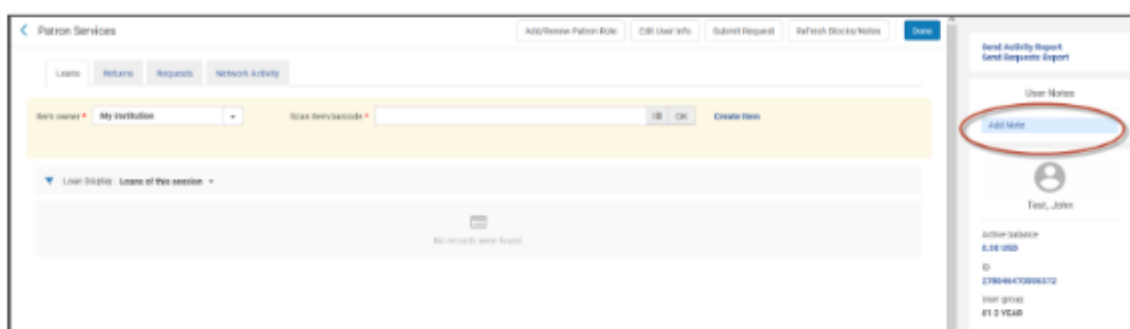 Patron Services
Add/Renew Patron Role
Edit User Info
Submit Request
Refresh Blocks/Notes
Done
Send Activity Report
Send Requests Report
Loans
Returns
Requests
Network Activity
User Notes
Item owner * My Institution
Scan item barcode *
OK
Create Item
Add Note
Loan Display : Loans of this session
Test, John
No records were found.
Active balance
0.00 USD
ID
User group